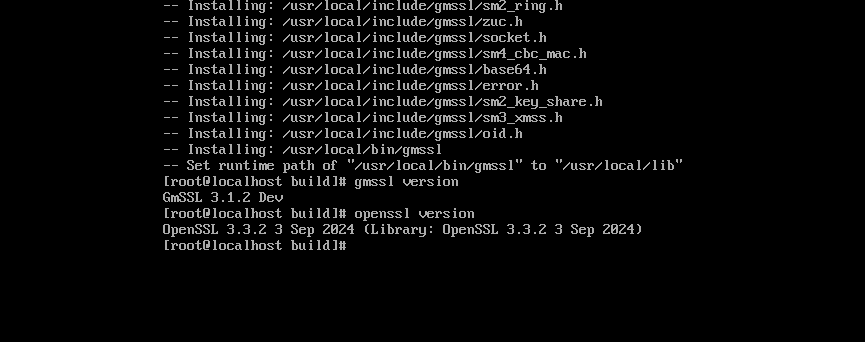 -- Installing: /usr/local/include/gmssl/sm2_ring.h
-- Installing: /usr/local/include/gmssl/zuc.h
-- Installing: /usr/local/include/gmssl/socket.h
-- Installing: /usr/local/include/gmssl/sm4_cbc_mac.h
-- Installing: /usr/local/include/gmssl/base64.h
-- Installing: /usr/local/include/gmssl/error.h
-- Installing: /usr/local/include/gmssl/sm2_key_share.h
-- Installing: /usr/local/include/gmssl/sm3_xmss.h
-- Installing: /usr/local/include/gmssl/oid.h
-- Installing: /usr/local/bin/gmssl
-- Set runtime path of "/usr/local/bin/gmssl" to "/usr/local/lib"
[root@localhost build]# gmssl version
GmSSL 3.1.2 Dev
[root@localhost build]# openssl version
OpenSSL 3.3.2 3 Sep 2024 (Library: OpenSSL 3.3.2 3 Sep 2024)
[root@localhost build]#